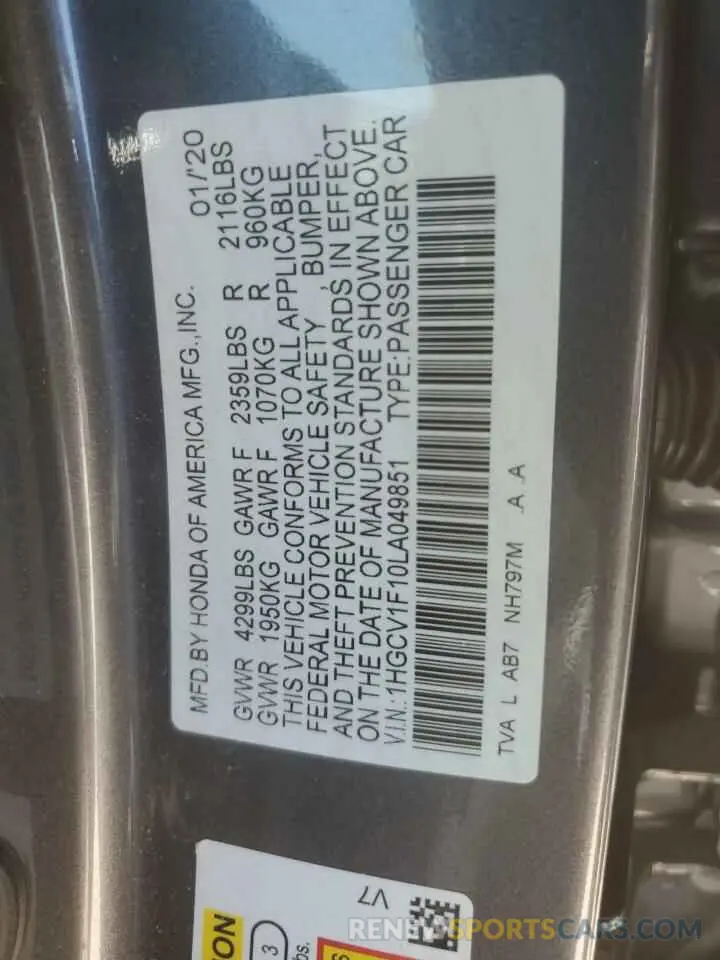 MFD.BY HONDA OF AMERICA MFG.,INC. 01/'20
GVWR 4299LBS GAWR F 2359LBS R 2116LBS
GVWR 1950KG GAWR F 1070KG R 960KG
THIS VEHICLE CONFORMS TO ALL APPLICABLE
FEDERAL MOTOR VEHICLE SAFETY , BUMPER,
AND THEFT PREVENTION STANDARDS IN EFFECT
ON THE DATE OF MANUFACTURE SHOWN ABOVE.
V.I.N.:1HGCV1F10LA049851 TYPE:PASSENGER CAR
TVA L AB7 NH797M .A .A
3
RENEWSPORTSCARS.COM